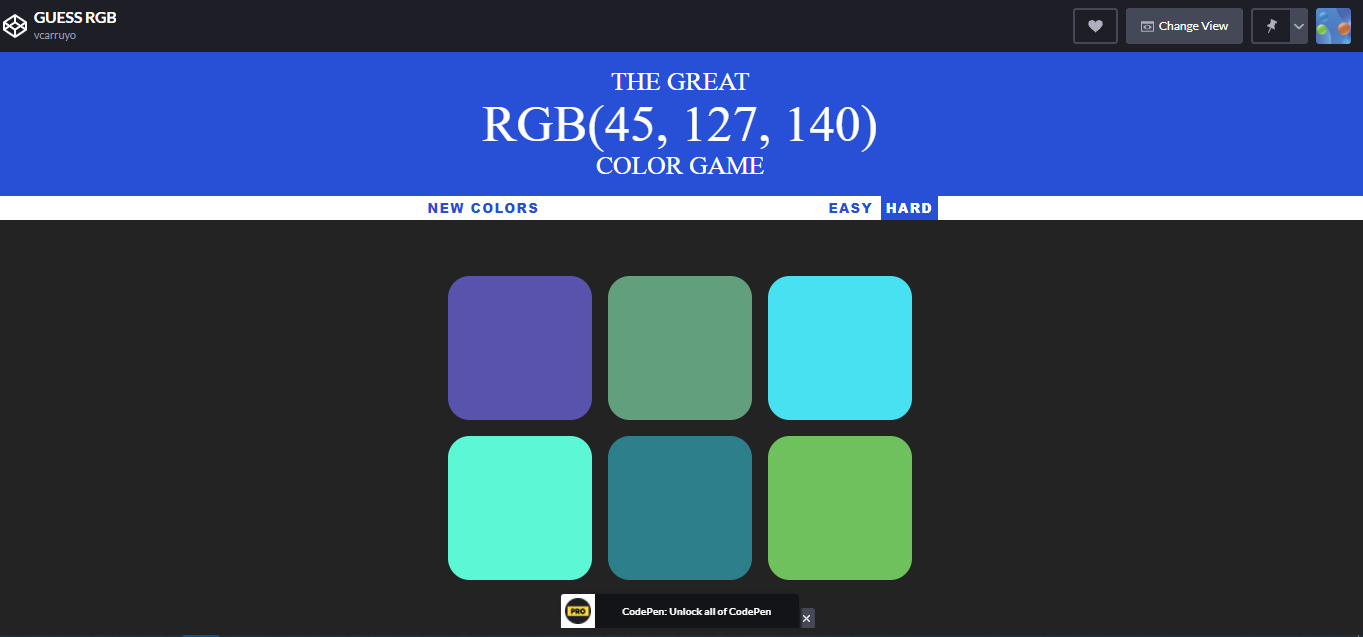 GUESS RGB
vcarruyo
Change View
THE GREAT
RGB(45, 127, 140)
COLOR GAME
NEW COLORS
EASY
HARD
PRO
CodePen: Unlock all of CodePen